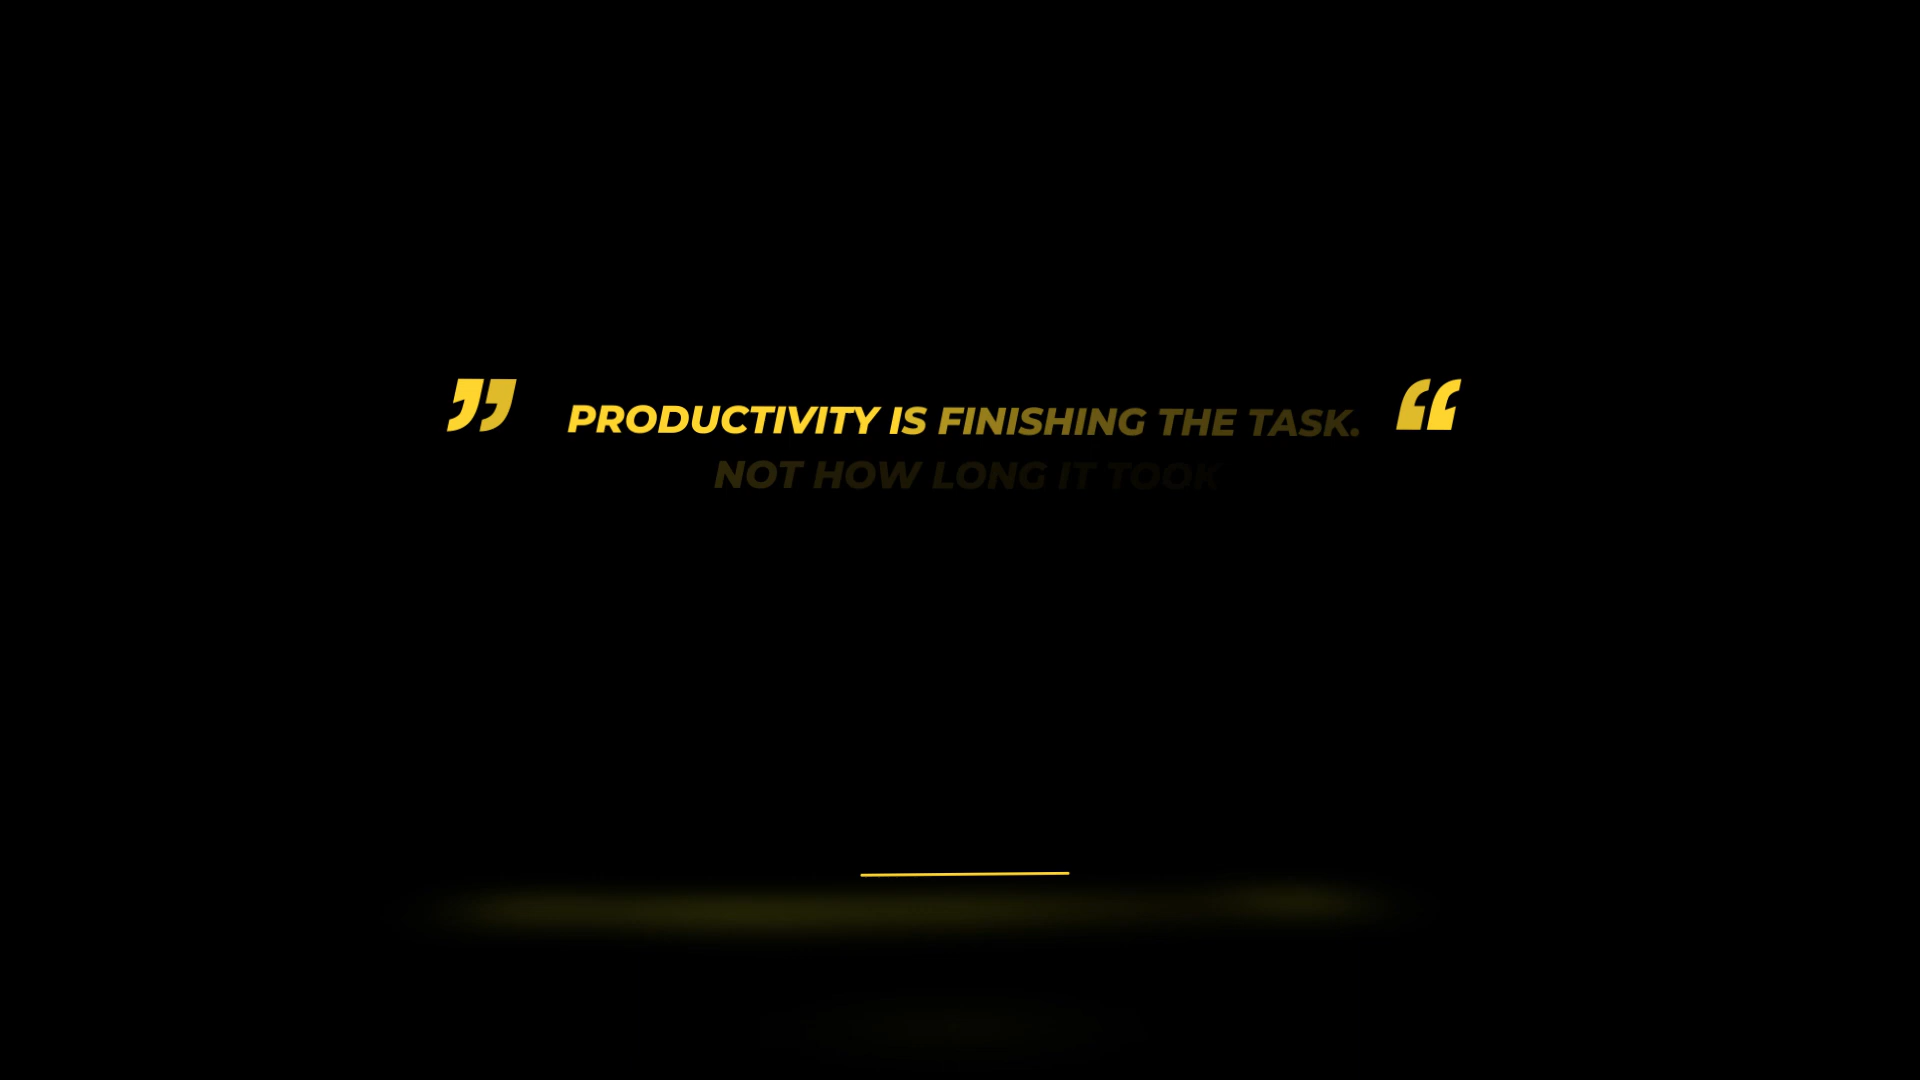 ” PRODUCTIVITY IS FINISHING THE TASK. “
NOT HOW LONG IT TOOK